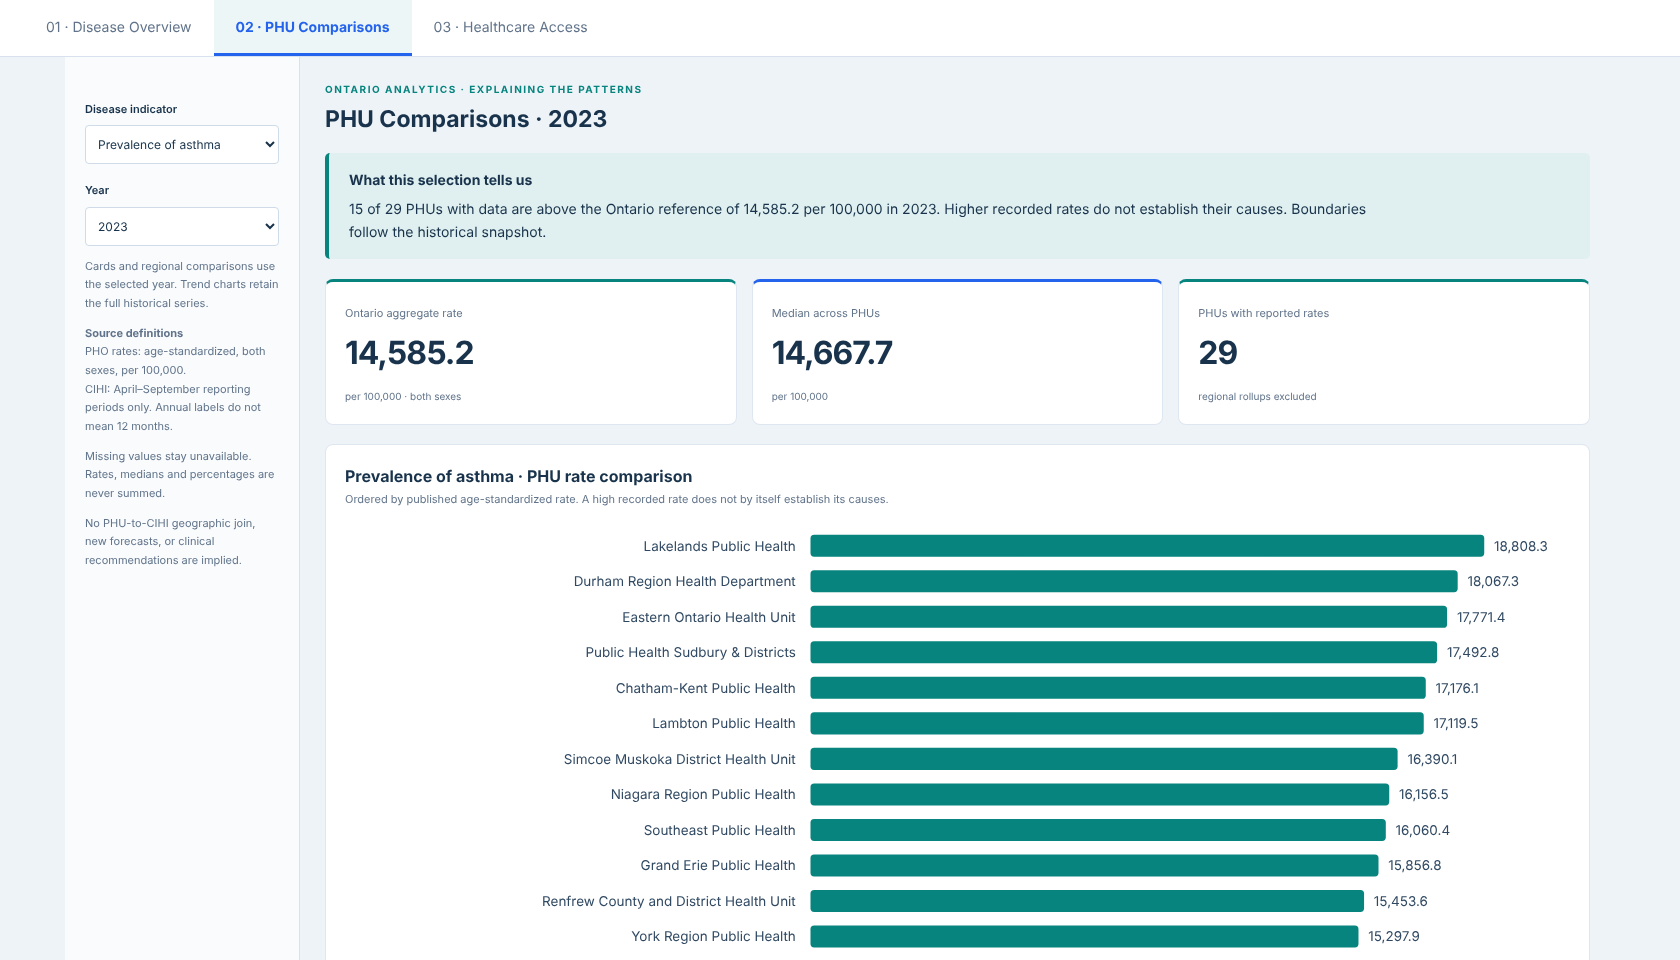 01 · Disease Overview
02 · PHU Comparisons
03 · Healthcare Access
Disease indicator
Prevalence of asthma
Year
2023
Cards and regional comparisons use
the selected year. Trend charts retain
the full historical series.
Source definitions
PHO rates: age-standardized, both
sexes, per 100,000.
CIHI: April–September reporting
periods only. Annual labels do not
mean 12 months.
Missing values stay unavailable.
Rates, medians and percentages are
never summed.
No PHU-to-CIHI geographic join,
new forecasts, or clinical
recommendations are implied.
ONTARIO ANALYTICS · EXPLAINING THE PATTERNS
PHU Comparisons · 2023
What this selection tells us
15 of 29 PHUs with data are above the Ontario reference of 14,585.2 per 100,000 in 2023. Higher recorded rates do not establish their causes. Boundaries
follow the historical snapshot.
Ontario aggregate rate
14,585.2
per 100,000 · both sexes
Median across PHUs
14,667.7
per 100,000
PHUs with reported rates
29
regional rollups excluded
Prevalence of asthma · PHU rate comparison
Ordered by published age-standardized rate. A high recorded rate does not by itself establish its causes.
Lakelands Public Health 18,808.3
Durham Region Health Department 18,067.3
Eastern Ontario Health Unit 17,771.4
Public Health Sudbury & Districts 17,492.8
Chatham-Kent Public Health 17,176.1
Lambton Public Health 17,119.5
Simcoe Muskoka District Health Unit 16,390.1
Niagara Region Public Health 16,156.5
Southeast Public Health 16,060.4
Grand Erie Public Health 15,856.8
Renfrew County and District Health Unit 15,453.6
York Region Public Health 15,297.9